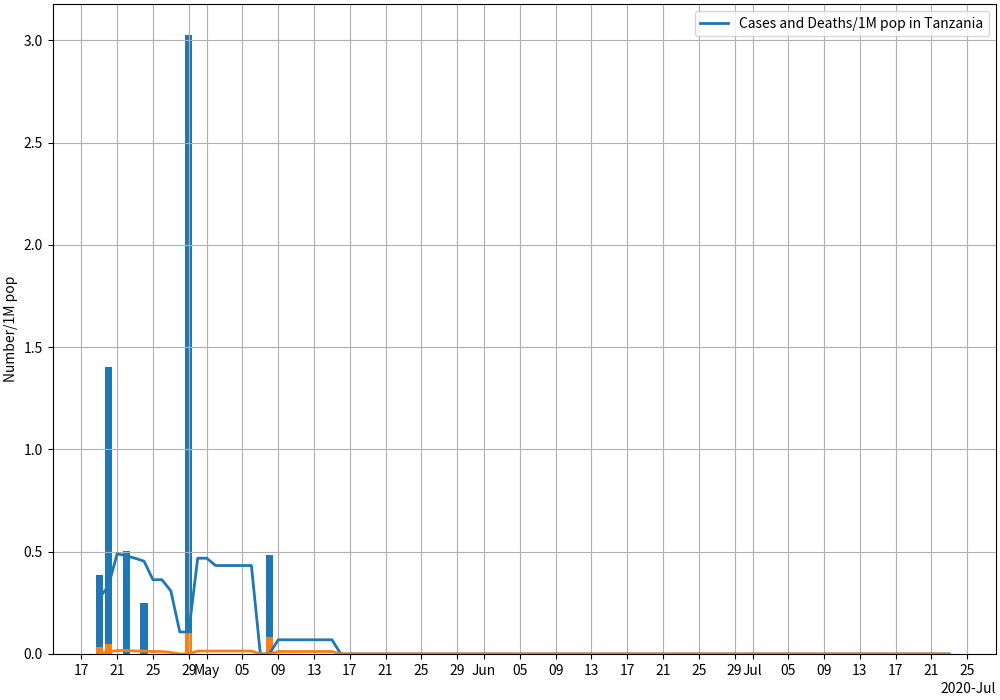 Cases and Deaths/1M pop in Tanzania
3.0
2.5
2.0
1.5
1.0
0.5
0.0
Number/1M pop
17 21 25 29 May 05 09 13 17 21 25 29 Jun 05 09 13 17 21 25 29 Jul 05 09 13 17 21 25
2020-Jul